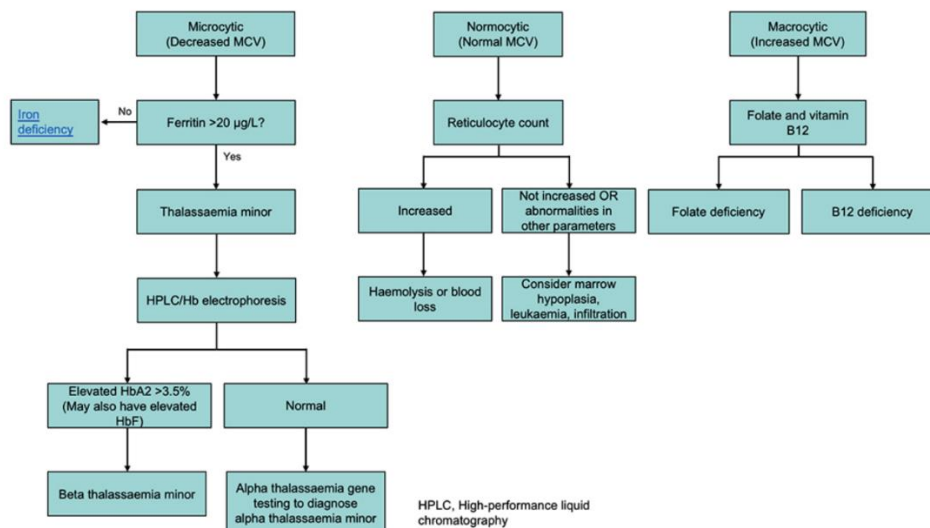 Microcytic
(Decreased MCV)
Normocytic
(Normal MCV)
Macrocytic
(Increased MCV)
Iron
deficiency
No
Ferritin >20 µg/L?
Reticulocyte count
Folate and vitamin
B12
Yes
Thalassaemia minor
Increased
Not increased OR
abnormalities in
other parameters
Folate deficiency
B12 deficiency
HPLC/Hb electrophoresis
Haemolysis or blood
loss
Consider marrow
hypoplasia,
leukaemia, infiltration
Elevated HbA2 >3.5%
(May also have elevated
HbF)
Normal
Beta thalassaemia minor
Alpha thalassaemia gene
testing to diagnose
alpha thalassaemia minor
HPLC, High-performance liquid
chromatography